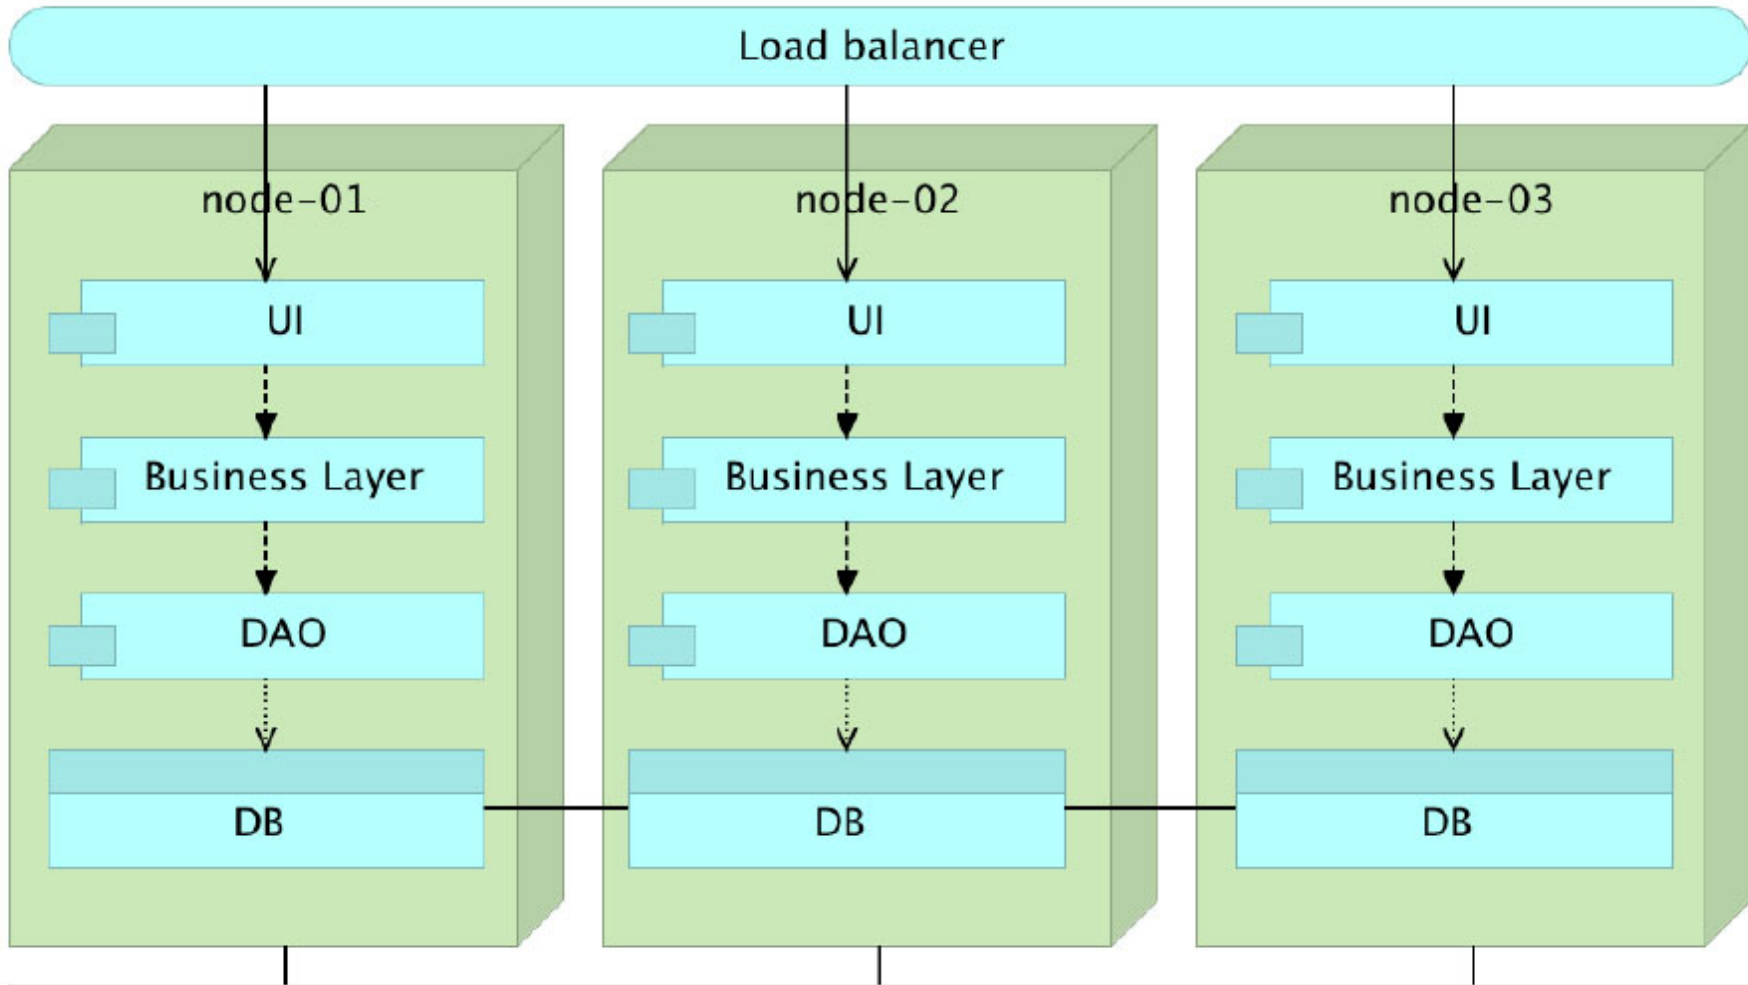 Load balancer
node-01
node-02
node-03
UI
UI
UI
Business Layer
Business Layer
Business Layer
DAO
DAO
DAO
DB
DB
DB